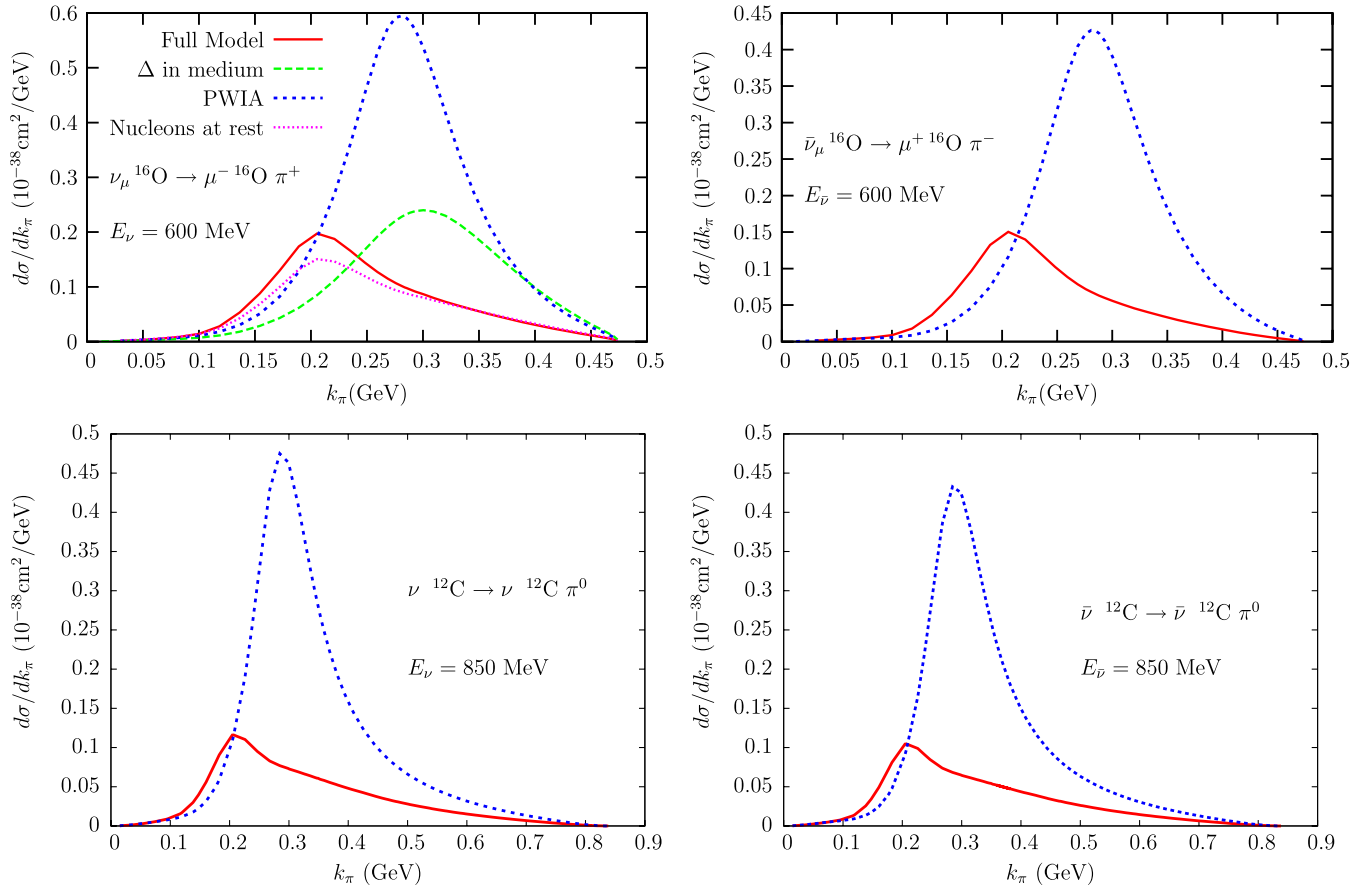 0.6
0.5
0.4
0.3
0.2
0.1
0
dσ/dk_π (10⁻³⁸cm²/GeV)
Full Model
Δ in medium
PWIA
Nucleons at rest
ν_μ ¹⁶O → μ⁻ ¹⁶O π⁺
E_ν = 600 MeV
0 0.05 0.1 0.15 0.2 0.25 0.3 0.35 0.4 0.45 0.5
k_π(GeV)
0.45
0.4
0.35
0.3
0.25
0.2
0.15
0.1
0.05
0
dσ/dk_π (10⁻³⁸cm²/GeV)
ν̄_μ ¹⁶O → μ⁺ ¹⁶O π⁻
E_ν̄ = 600 MeV
0 0.05 0.1 0.15 0.2 0.25 0.3 0.35 0.4 0.45 0.5
k_π(GeV)
0.5
0.45
0.4
0.35
0.3
0.25
0.2
0.15
0.1
0.05
0
dσ/dk_π (10⁻³⁸cm²/GeV)
ν ¹²C → ν ¹²C π⁰
E_ν = 850 MeV
0 0.1 0.2 0.3 0.4 0.5 0.6 0.7 0.8 0.9
k_π (GeV)
0.5
0.45
0.4
0.35
0.3
0.25
0.2
0.15
0.1
0.05
0
dσ/dk_π (10⁻³⁸cm²/GeV)
ν̄ ¹²C → ν̄ ¹²C π⁰
E_ν̄ = 850 MeV
0 0.1 0.2 0.3 0.4 0.5 0.6 0.7 0.8 0.9
k_π (GeV)